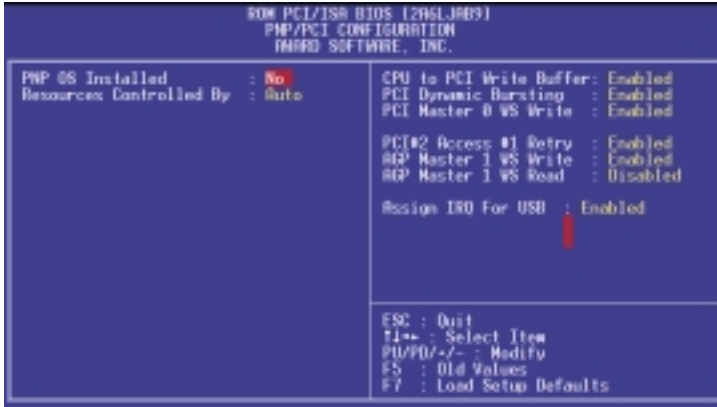 ROM PCI/ISA BIOS (2A6LJAB9)
PNP/PCI CONFIGURATION
AWARD SOFTWARE, INC.
PNP OS Installed : No
Resources Controlled By : Auto
CPU to PCI Write Buffer: Enabled
PCI Dynamic Bursting : Enabled
PCI Master 0 WS Write : Enabled
PCI#2 Access #1 Retry : Enabled
AGP Master 1 WS Write : Enabled
AGP Master 1 WS Read : Disabled
Assign IRQ For USB : Enabled
ESC : Quit
↑↓→← : Select Item
PU/PD/+/- : Modify
F5 : Old Values
F7 : Load Setup Defaults